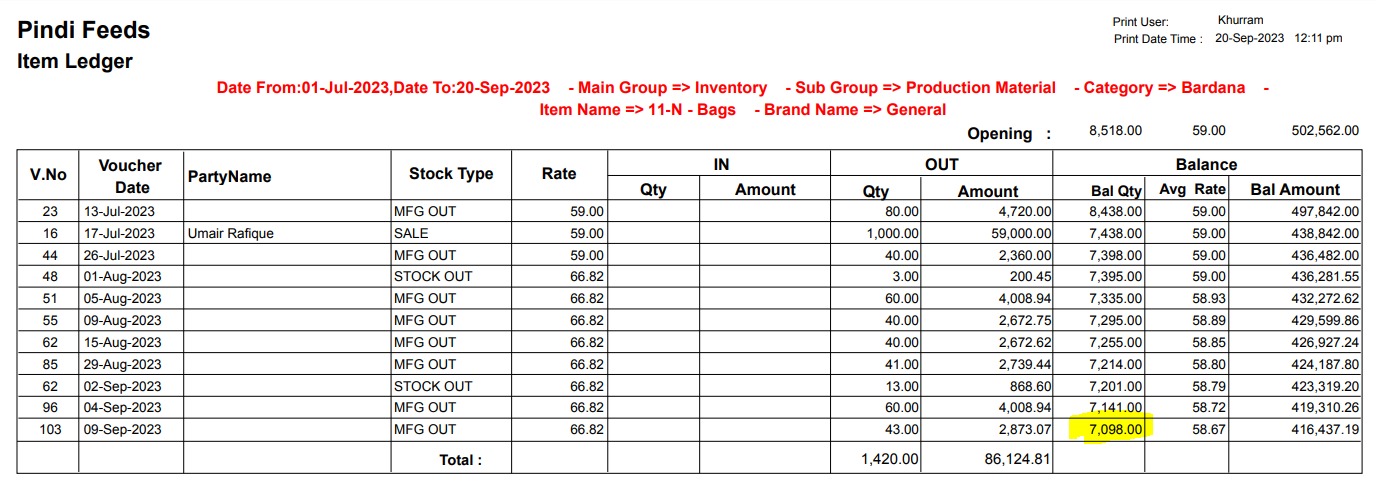 Pindi Feeds
Item Ledger
Print User: Khurram
Print Date Time : 20-Sep-2023 12:11 pm
Date From:01-Jul-2023,Date To:20-Sep-2023 - Main Group => Inventory - Sub Group => Production Material - Category => Bardana -
Item Name => 11-N - Bags - Brand Name => General
Opening : 8,518.00 59.00 502,562.00
V.No Voucher Date PartyName Stock Type Rate IN OUT Balance
Qty Amount Qty Amount Bal Qty Avg Rate Bal Amount
23 13-Jul-2023 MFG OUT 59.00 80.00 4,720.00 8,438.00 59.00 497,842.00
16 17-Jul-2023 Umair Rafique SALE 59.00 1,000.00 59,000.00 7,438.00 59.00 438,842.00
44 26-Jul-2023 MFG OUT 59.00 40.00 2,360.00 7,398.00 59.00 436,482.00
48 01-Aug-2023 STOCK OUT 66.82 3.00 200.45 7,395.00 59.00 436,281.55
51 05-Aug-2023 MFG OUT 66.82 60.00 4,008.94 7,335.00 58.93 432,272.62
55 09-Aug-2023 MFG OUT 66.82 40.00 2,672.75 7,295.00 58.89 429,599.86
62 15-Aug-2023 MFG OUT 66.82 40.00 2,672.62 7,255.00 58.85 426,927.24
85 29-Aug-2023 MFG OUT 66.82 41.00 2,739.44 7,214.00 58.80 424,187.80
62 02-Sep-2023 STOCK OUT 66.82 13.00 868.60 7,201.00 58.79 423,319.20
96 04-Sep-2023 MFG OUT 66.82 60.00 4,008.94 7,141.00 58.72 419,310.26
103 09-Sep-2023 MFG OUT 66.82 43.00 2,873.07 7,098.00 58.67 416,437.19
Total : 1,420.00 86,124.81